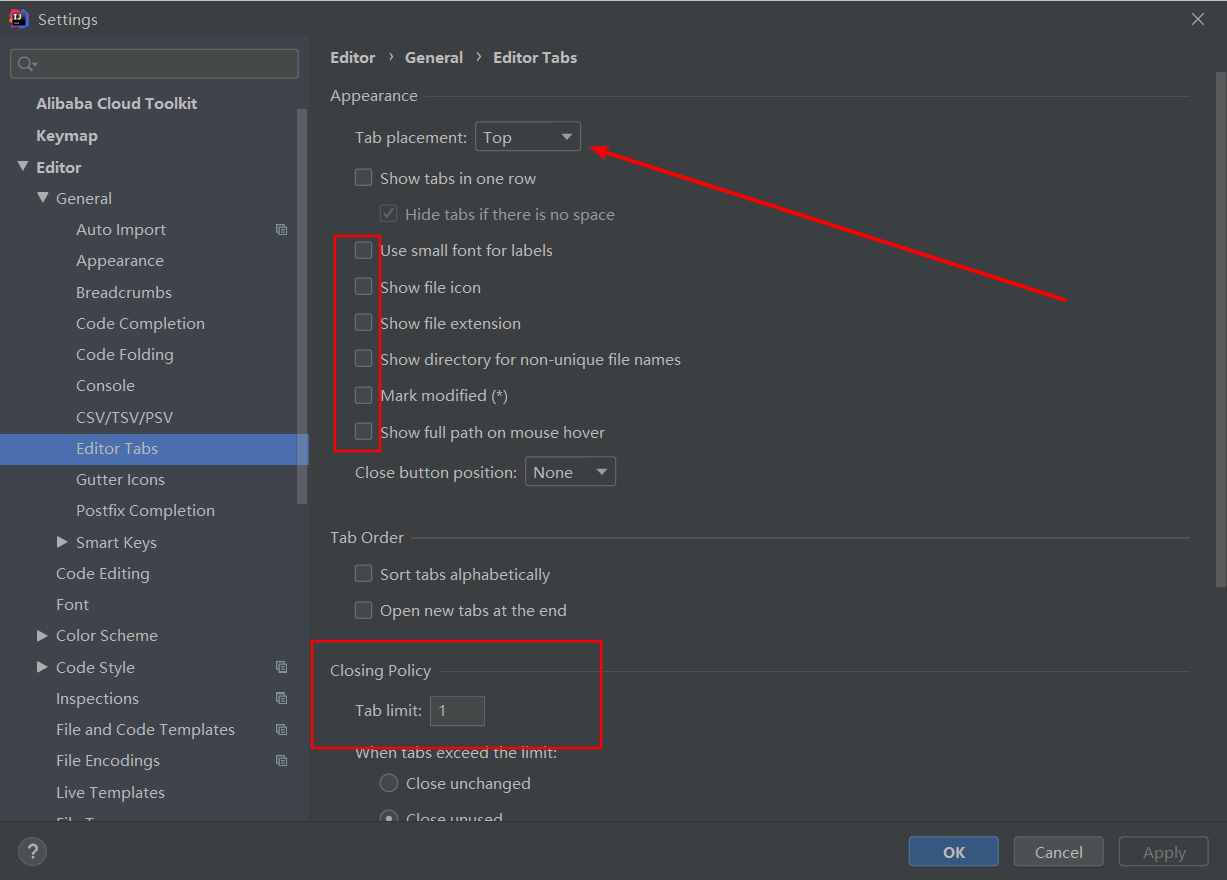 Settings
Alibaba Cloud Toolkit
Keymap
Editor
General
Auto Import
Appearance
Breadcrumbs
Code Completion
Code Folding
Console
CSV/TSV/PSV
Editor Tabs
Gutter Icons
Postfix Completion
Smart Keys
Code Editing
Font
Color Scheme
Code Style
Inspections
File and Code Templates
File Encodings
Live Templates
Editor › General › Editor Tabs
Appearance
Tab placement: Top
Show tabs in one row
Hide tabs if there is no space
Use small font for labels
Show file icon
Show file extension
Show directory for non-unique file names
Mark modified (*)
Show full path on mouse hover
Close button position: None
Tab Order
Sort tabs alphabetically
Open new tabs at the end
Closing Policy
Tab limit: 1
When tabs exceed the limit:
Close unchanged
Close unused
? OK Cancel Apply